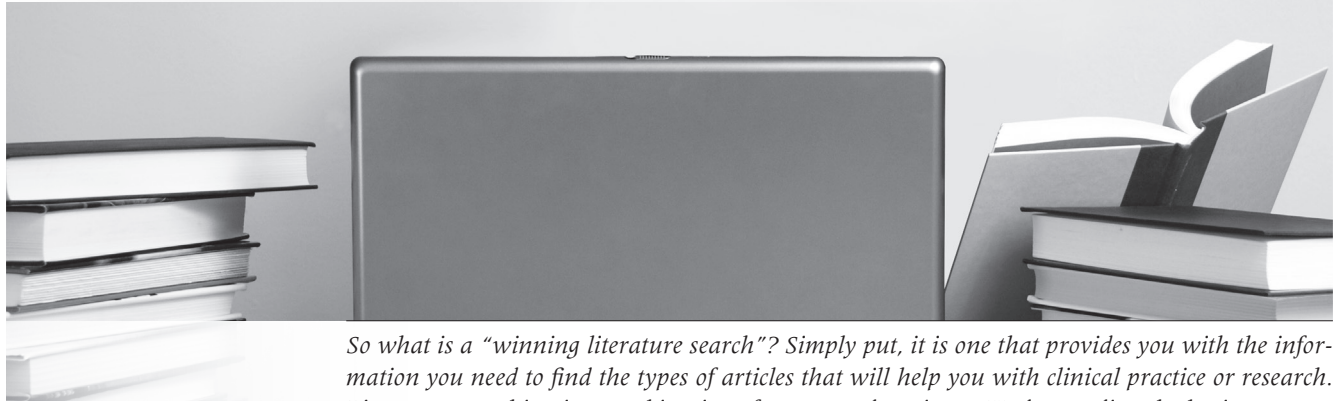 So what is a “winning literature search”? Simply put, it is one that provides you with the infor-
mation you need to find the types of articles that will help you with clinical practice or research.